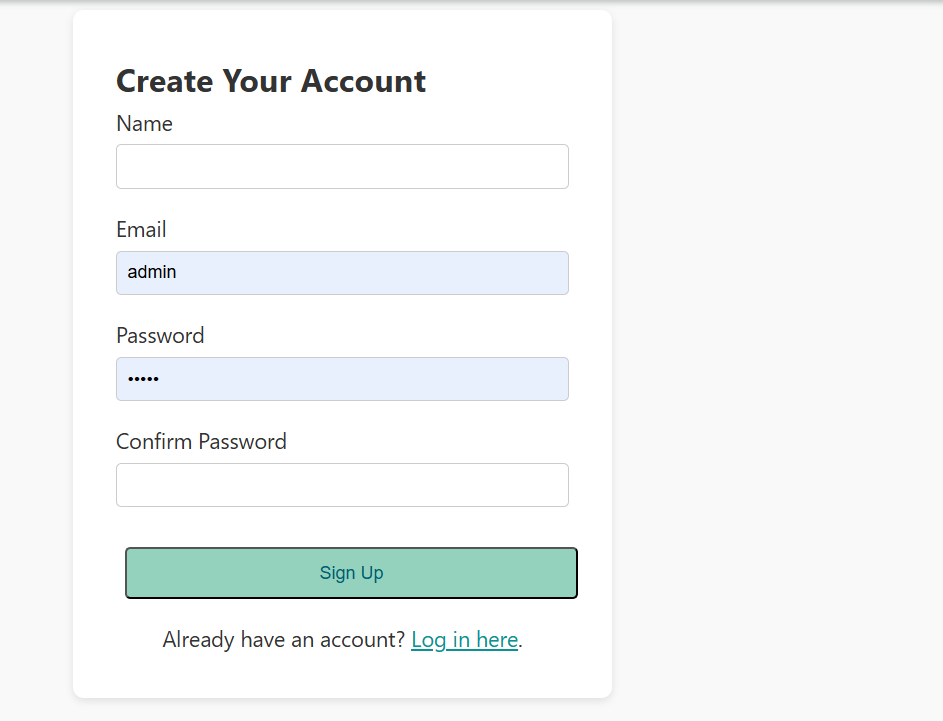 Create Your Account
Name
Email
admin
Password
•••••
Confirm Password
Sign Up
Already have an account? Log in here.